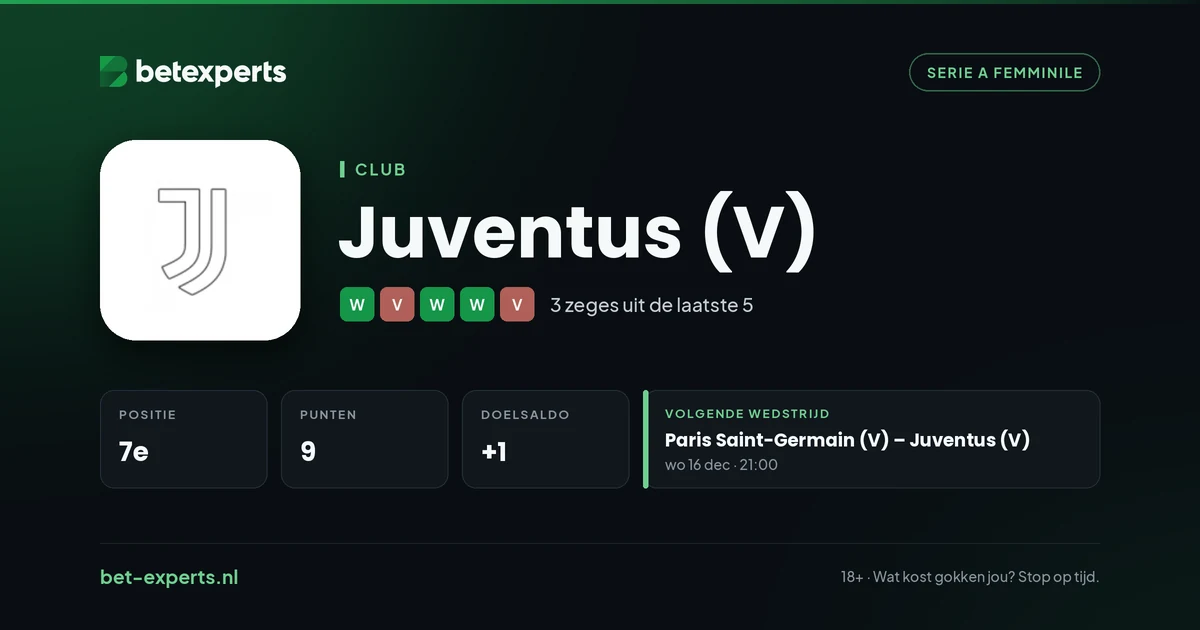 betexperts
SERIE A FEMMINILE
CLUB
Juventus (V)
W V W W V 3 zeges uit de laatste 5
POSITIE
7e
PUNTEN
9
DOELSALDO
+1
VOLGENDE WEDSTRIJD
Paris Saint-Germain (V) – Juventus (V)
wo 16 dec · 21:00
bet-experts.nl
18+ · Wat kost gokken jou? Stop op tijd.